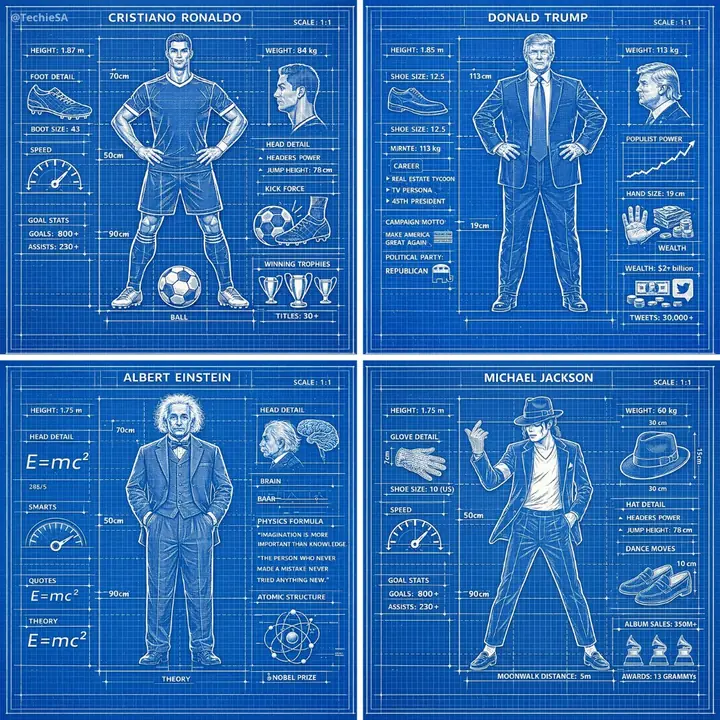 @TechieSA
CRISTIANO RONALDO
SCALE: 1:1
HEIGHT: 1.87 m
WEIGHT: 84 kg
FOOT DETAIL
70cm
BOOT SIZE: 43
SPEED
50cm
HEAD DETAIL
HEADERS POWER
JUMP HEIGHT: 78 cm
KICK FORCE
GOAL STATS
GOALS: 800+
ASSISTS: 230+
90cm
WINNING TROPHIES
BALL
TITLES: 30+
DONALD TRUMP
SCALE: 1:1
HEIGHT: 1.85 m
WEIGHT: 113 kg
SHOE SIZE: 12.5
113 cm
SHOE SIZE: 12.5
MIRNTE: 113 kg
POPULIST POWER
CAREER
REAL ESTATE TYCOON
TV PERSONA
45TH PRESIDENT
HAND SIZE: 19 cm
CAMPAIGN MOTTO
MAKE AMERICA
GREAT AGAIN
19cm
WEALTH
POLITICAL PARTY:
REPUBLICAN
WEALTH: $2+ billion
TWEETS: 30,000+
ALBERT EINSTEIN
SCALE: 1:1
HEIGHT: 1.75 m
HEAD DETAIL
HEAD DETAIL
70cm
E=mc²
BRAIN
BAAR
SMARTS
50cm
PHYSICS FORMULA
"IMAGINATION IS MORE
IMPORTANT THAN KNOWLEDGE.
"THE PERSON WHO NEVER
MADE A MISTAKE NEVER
TRIED ANYTHING NEW."
QUOTES
E=mc²
90cm
ATOMIC STRUCTURE
THEORY
E=mc²
THEORY
NOBEL PRIZE
MICHAEL JACKSON
SCALE: 1:1
HEIGHT: 1.75 m
WEIGHT: 60 kg
30 cm
GLOVE DETAIL
7cm
15cm
SHOE SIZE: 10 (US)
30 cm
SPEED
50cm
HAT DETAIL
HEADERS POWER
JUMP HEIGHT: 78 cm
DANCE MOVES
10 cm
GOAL STATS
GOALS: 800+
ASSISTS: 230+
90cm
ALBUM SALES: 350M+
MOONWALK DISTANCE: 5m
AWARDS: 13 GRAMMYs